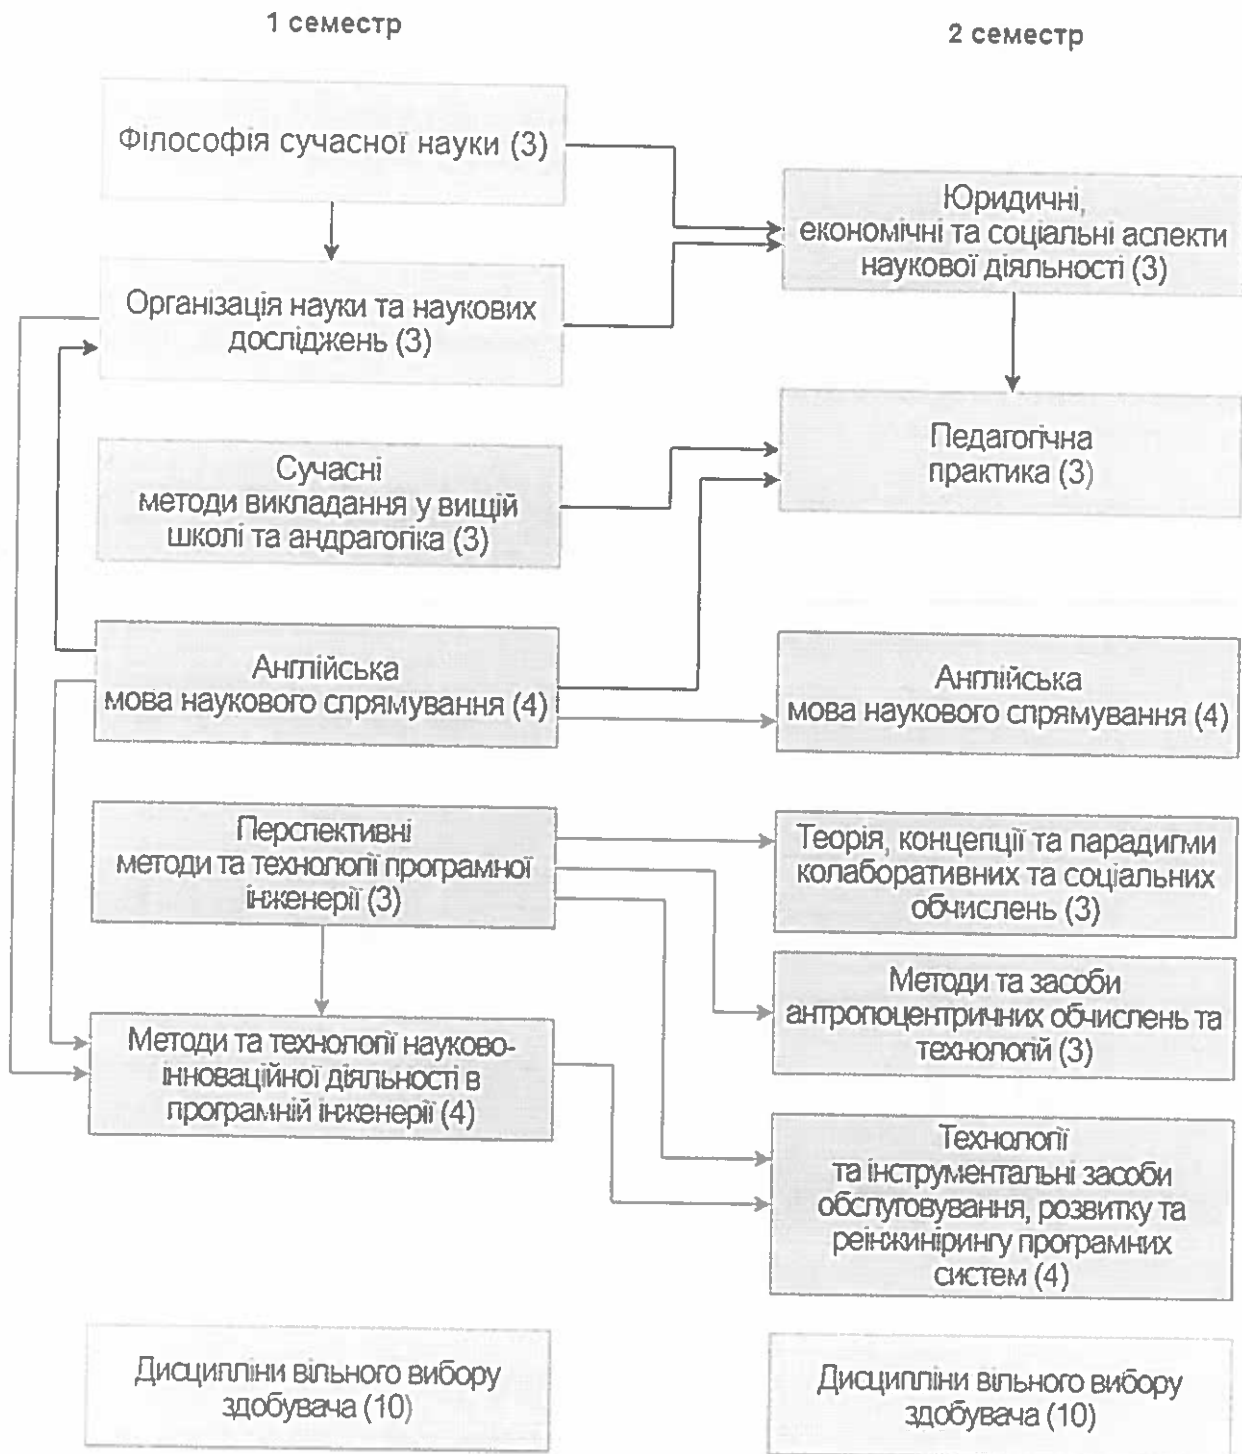 1 семестр
2 семестр
Філософія сучасної науки (3)
Організація науки та наукових
досліджень (3)
Сучасні
методи викладання у вищій
школі та андрагогіка (3)
Англійська
мова наукового спрямування (4)
Перспективні
методи та технології програмної
інженерії (3)
Методи та технології науково-
інноваційної діяльності в
програмній інженерії (4)
Дисципліни вільного вибору
здобувача (10)
Юридичні,
економічні та соціальні аспекти
наукової діяльності (3)
Педагогічна
практика (3)
Англійська
мова наукового спрямування (4)
Теорія, концепції та парадигми
колаборативних та соціальних
обчислень (3)
Методи та засоби
антропоцентричних обчислень та
технологій (3)
Технології
та інструментальні засоби
обслуговування, розвитку та
реінжинірингу програмних
систем (4)
Дисципліни вільного вибору
здобувача (10)